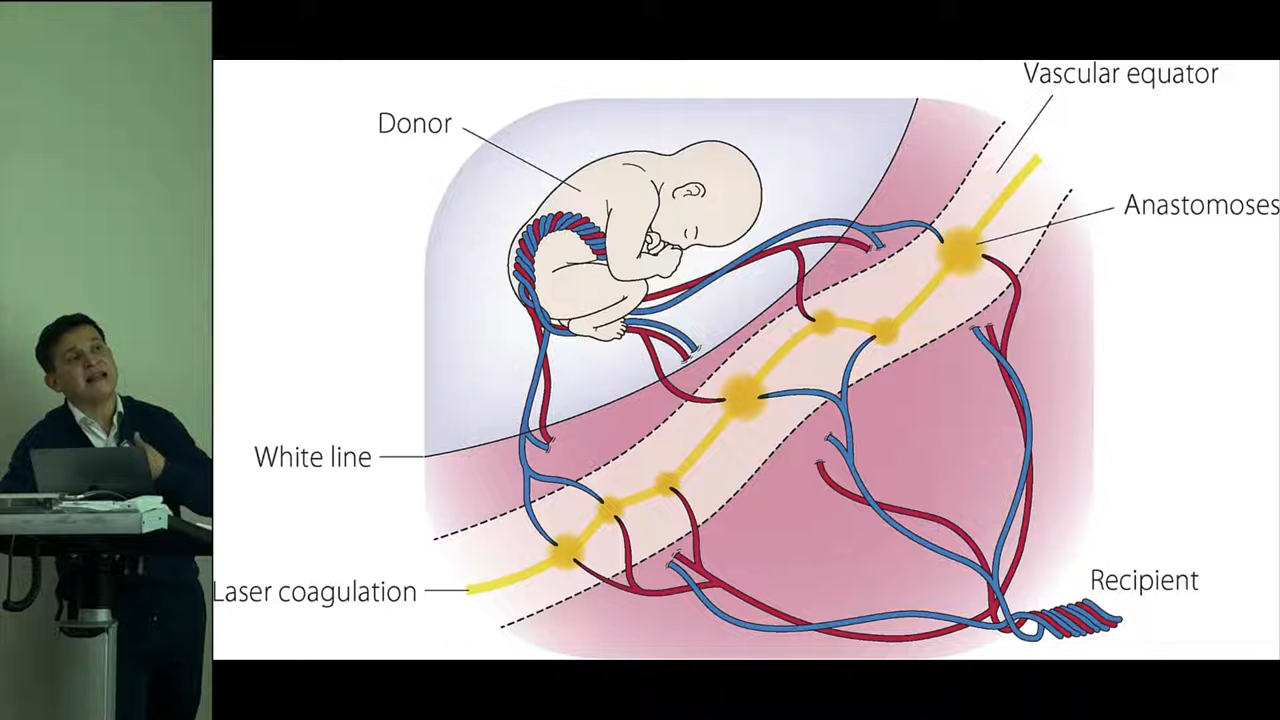 Vascular equator
Donor
Anastomoses
White line
Laser coagulation
Recipient